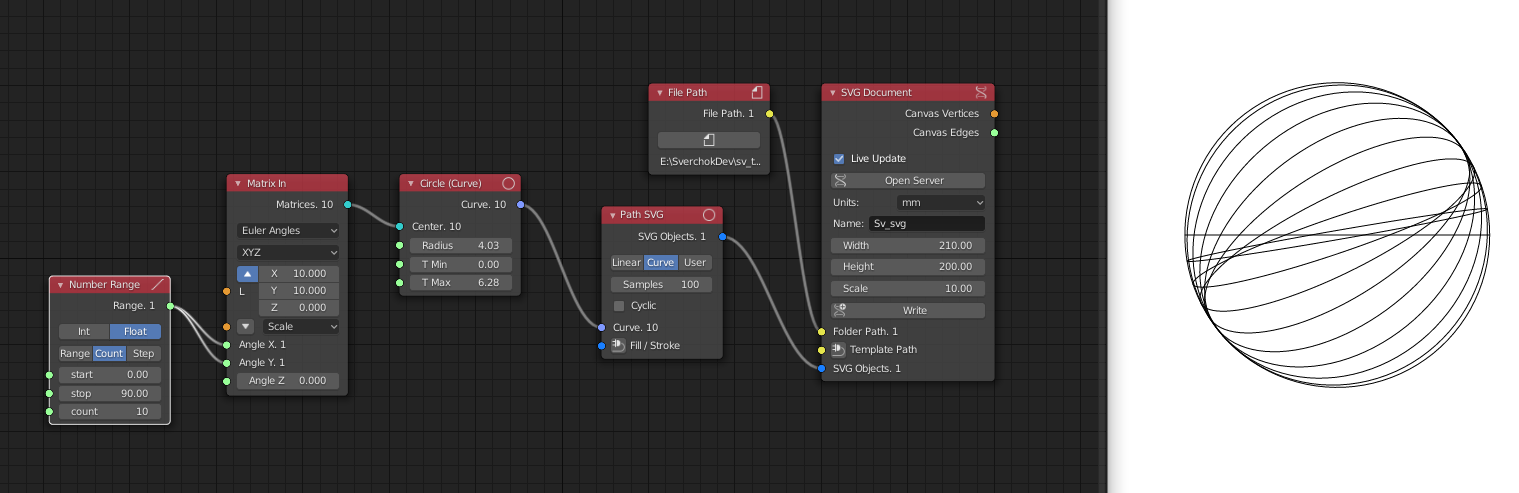 Number Range
Range. 1
Int Float
Range Count Step
start 0.00
stop 90.00
count 10
Matrix In
Matrices. 10
Euler Angles
XYZ
X 10.000
L Y 10.000
Z 0.000
Scale
Angle X. 1
Angle Y. 1
Angle Z 0.000
Circle (Curve)
Curve. 10
Center. 10
Radius 4.03
T Min 0.00
T Max 6.28
File Path
File Path. 1
E:\SverchokDev\sv_t...
Path SVG
SVG Objects. 1
Linear Curve User
Samples 100
Cyclic
Curve. 10
Fill / Stroke
SVG Document
Canvas Vertices
Canvas Edges
Live Update
Open Server
Units: mm
Name: Sv_svg
Width 210.00
Height 200.00
Scale 10.00
Write
Folder Path. 1
Template Path
SVG Objects. 1